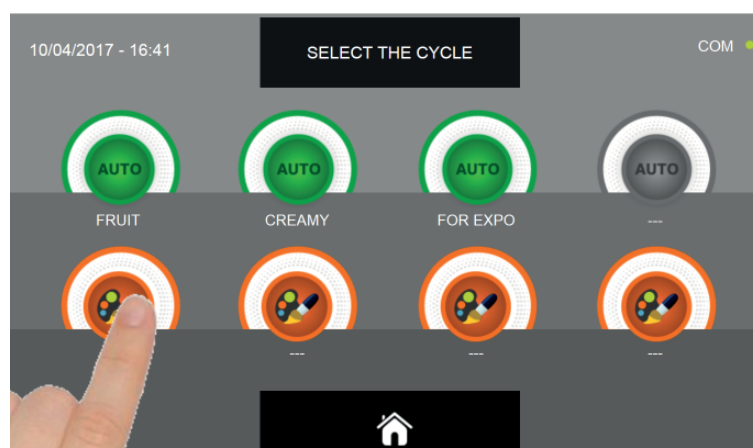 10/04/2017 - 16:41
SELECT THE CYCLE
COM
AUTO
AUTO
AUTO
AUTO
FRUIT
CREAMY
FOR EXPO
---
---
---
---